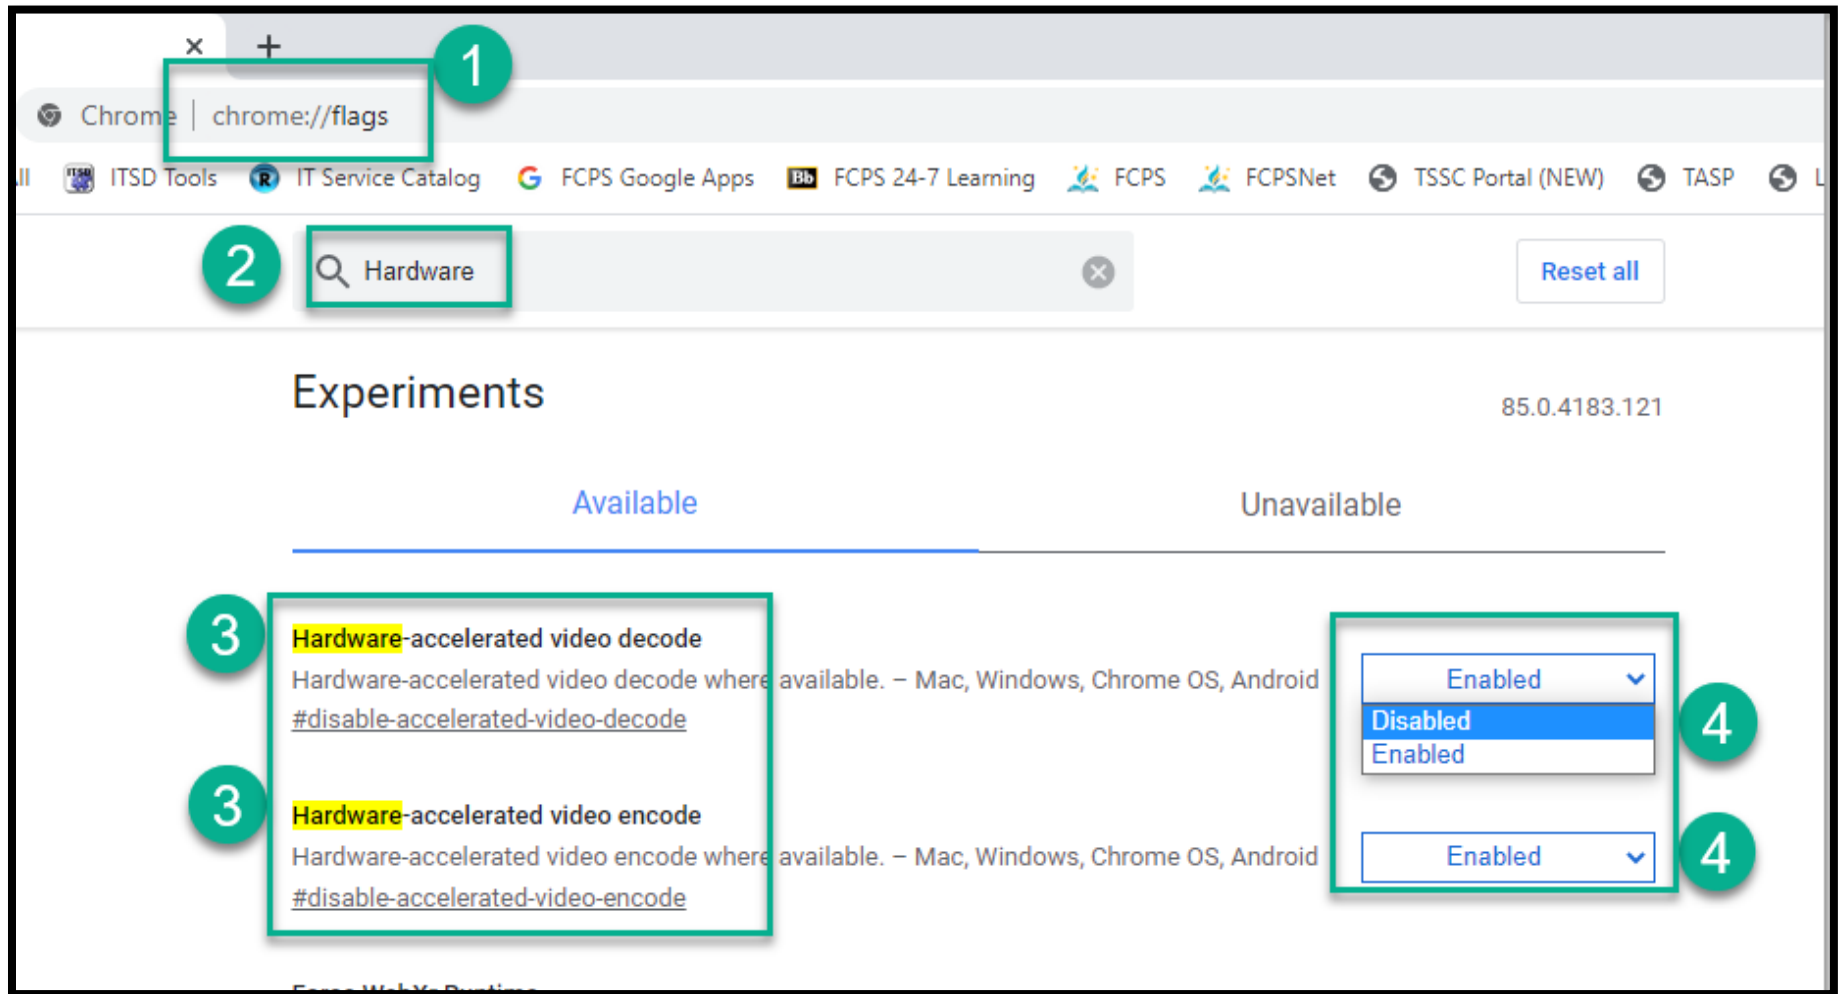 1
Chrome | chrome://flags
ITSD Tools IT Service Catalog G FCPS Google Apps Bb FCPS 24-7 Learning FCPS FCPSNet TSSC Portal (NEW) TASP
2 Hardware Reset all
Experiments
85.0.4183.121
Available Unavailable
3 Hardware-accelerated video decode
Hardware-accelerated video decode where available. – Mac, Windows, Chrome OS, Android Enabled
#disable-accelerated-video-decode Disabled 4
Enabled
3 Hardware-accelerated video encode
Hardware-accelerated video encode where available. – Mac, Windows, Chrome OS, Android Enabled 4
#disable-accelerated-video-encode